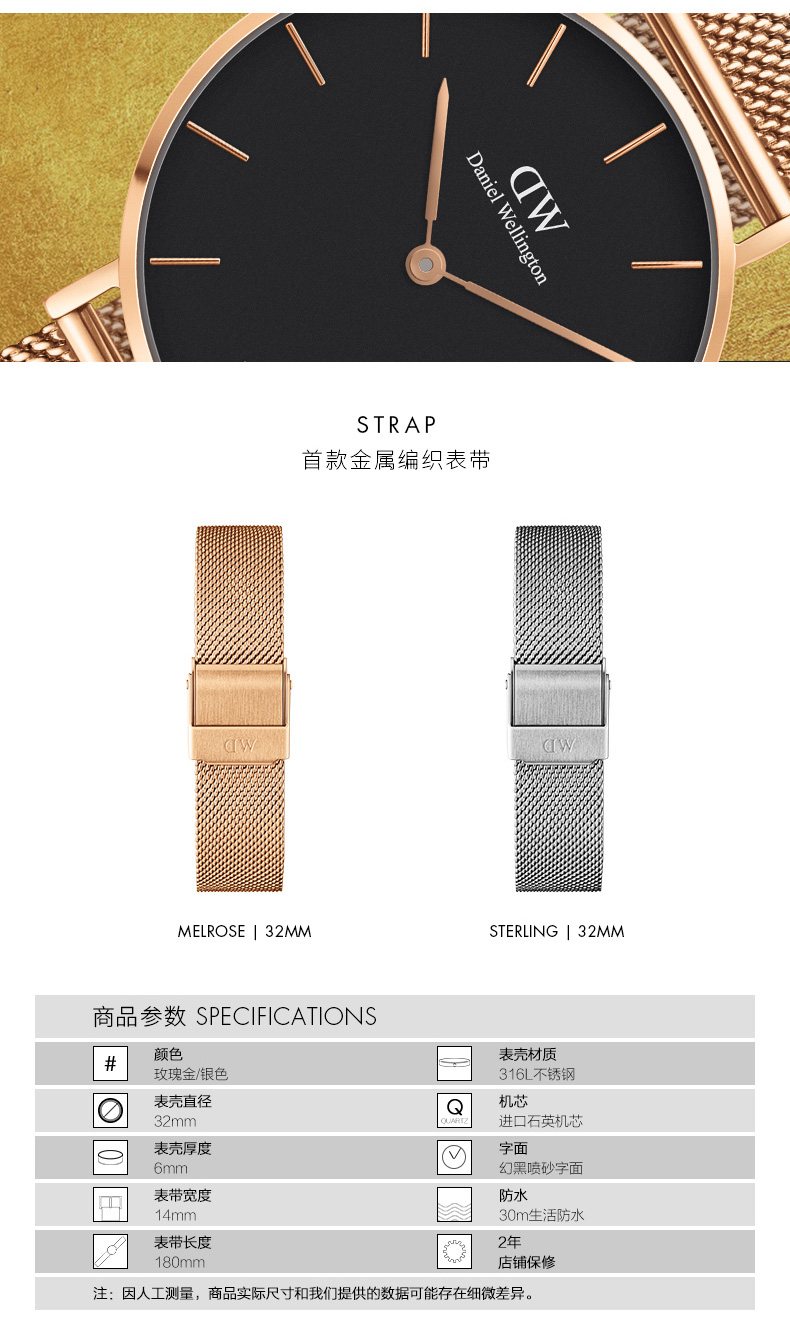 DW
Daniel Wellington
STRAP
首款金属编织表带
DW
DW
MELROSE | 32MM
STERLING | 32MM
商品参数 SPECIFICATIONS
#
颜色
玫瑰金/银色
表壳材质
316L不锈钢
表壳直径
32mm
Q
QUARTZ
机芯
进口石英机芯
表壳厚度
6mm
字面
幻黑喷砂字面
表带宽度
14mm
防水
30m生活防水
表带长度
180mm
2年
店铺保修
注：因人工测量，商品实际尺寸和我们提供的数据可能存在细微差异。